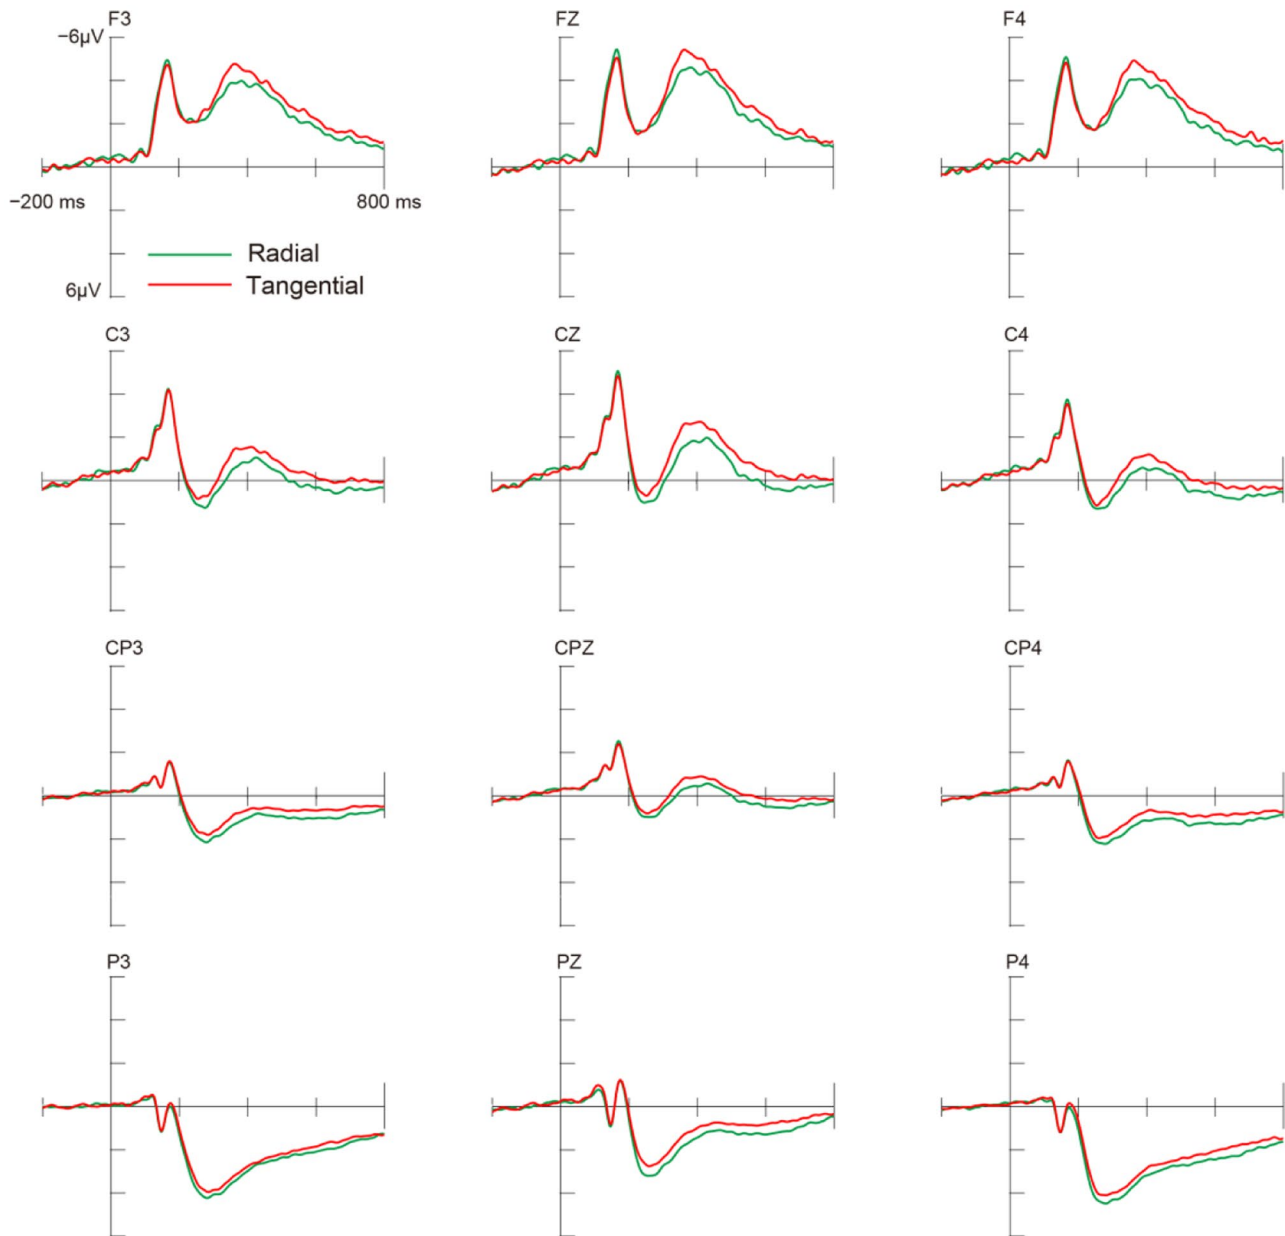 F3 FZ F4
−6μV
−200 ms 800 ms
Radial
Tangential
6μV
C3 CZ C4
CP3 CPZ CP4
P3 PZ P4